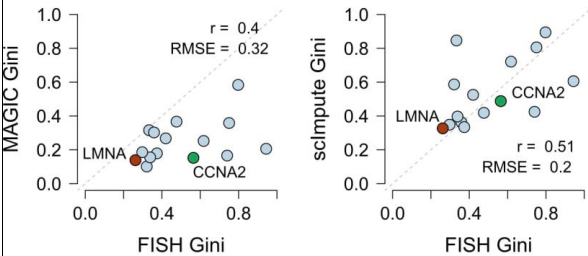 1.0
0.8
0.6
0.4
0.2
0.0
MAGIC Gini
r = 0.4
RMSE = 0.32
LMNA
CCNA2
0.0 0.4 0.8
FISH Gini
1.0
0.8
0.6
0.4
0.2
0.0
scImpute Gini
CCNA2
LMNA
r = 0.51
RMSE = 0.2
0.0 0.4 0.8
FISH Gini